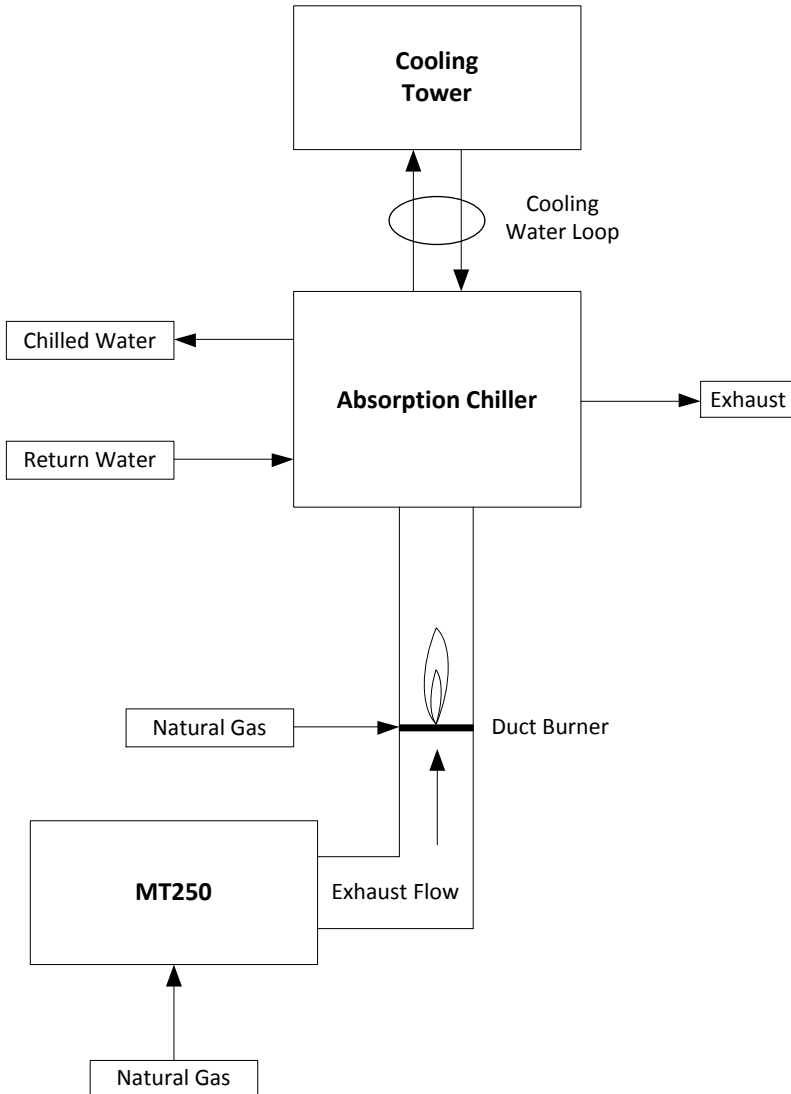 Cooling
Tower
Cooling
Water Loop
Chilled Water
Absorption Chiller
Exhaust
Return Water
Natural Gas
Duct Burner
MT250
Exhaust Flow
Natural Gas